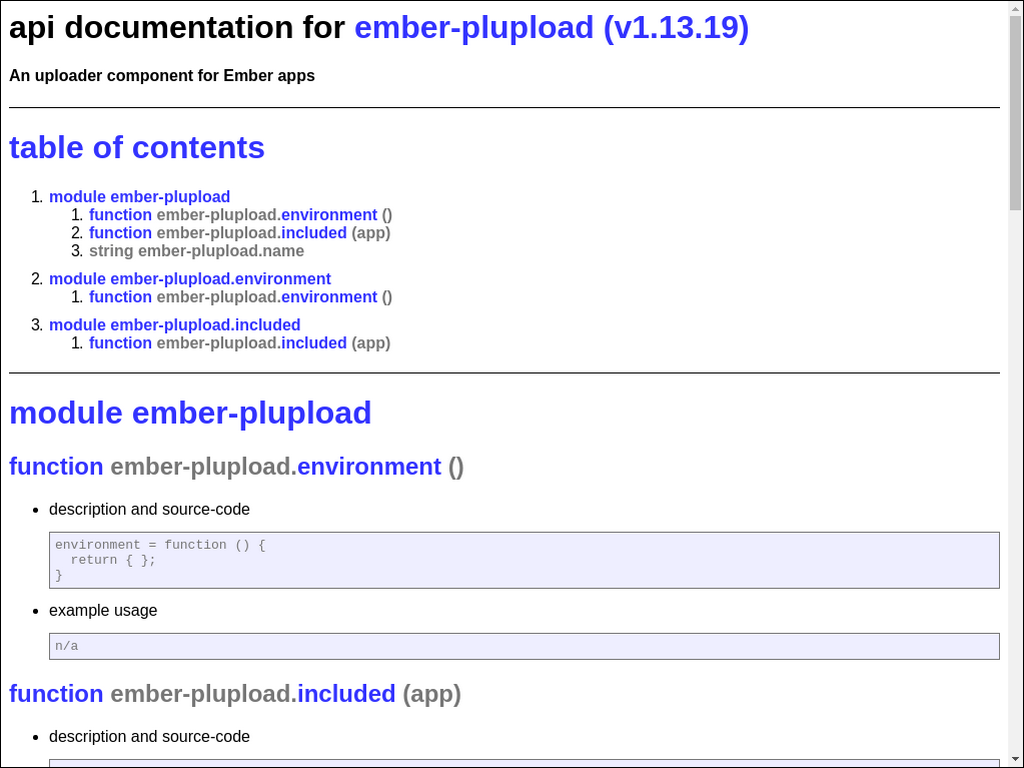 api documentation for ember-plupload (v1.13.19)
An uploader component for Ember apps
table of contents
1. module ember-plupload
1. function ember-plupload.environment ()
2. function ember-plupload.included (app)
3. string ember-plupload.name
2. module ember-plupload.environment
1. function ember-plupload.environment ()
3. module ember-plupload.included
1. function ember-plupload.included (app)
module ember-plupload
function ember-plupload.environment ()
• description and source-code
environment = function () {
  return { };
}
• example usage
n/a
function ember-plupload.included (app)
• description and source-code